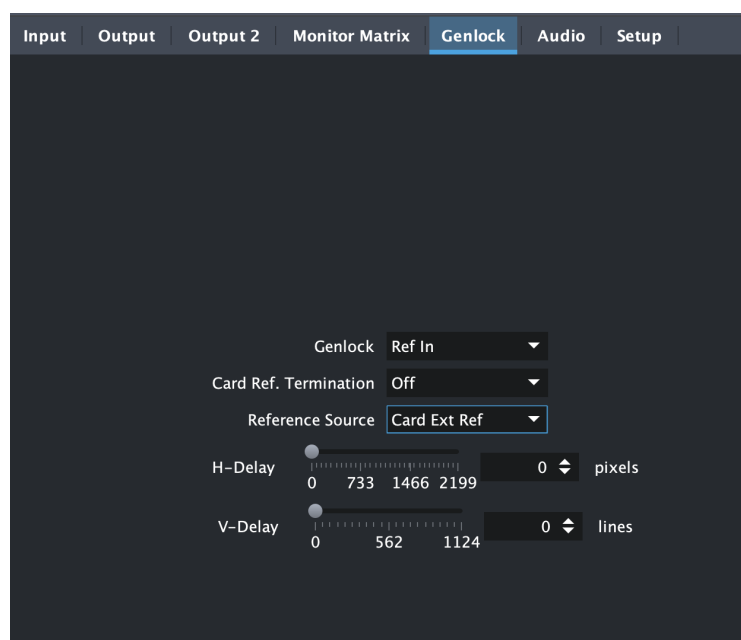 Input Output Output 2 Monitor Matrix Genlock Audio Setup
Genlock Ref In
Card Ref. Termination Off
Reference Source Card Ext Ref
H-Delay 0 pixels
0 733 1466 2199
V-Delay 0 lines
0 562 1124